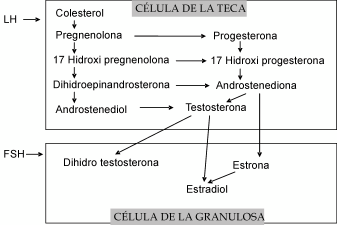 CÉLULA DE LA TECA
LH
Colesterol
Pregnenolona
Progesterona
17 Hidroxi pregnenolona
17 Hidroxi progesterona
Dihidroepinandrosterona
Androstenediona
Androstenediol
Testosterona
FSH
Dihidro testosterona
Estrona
Estradiol
CÉLULA DE LA GRANULOSA